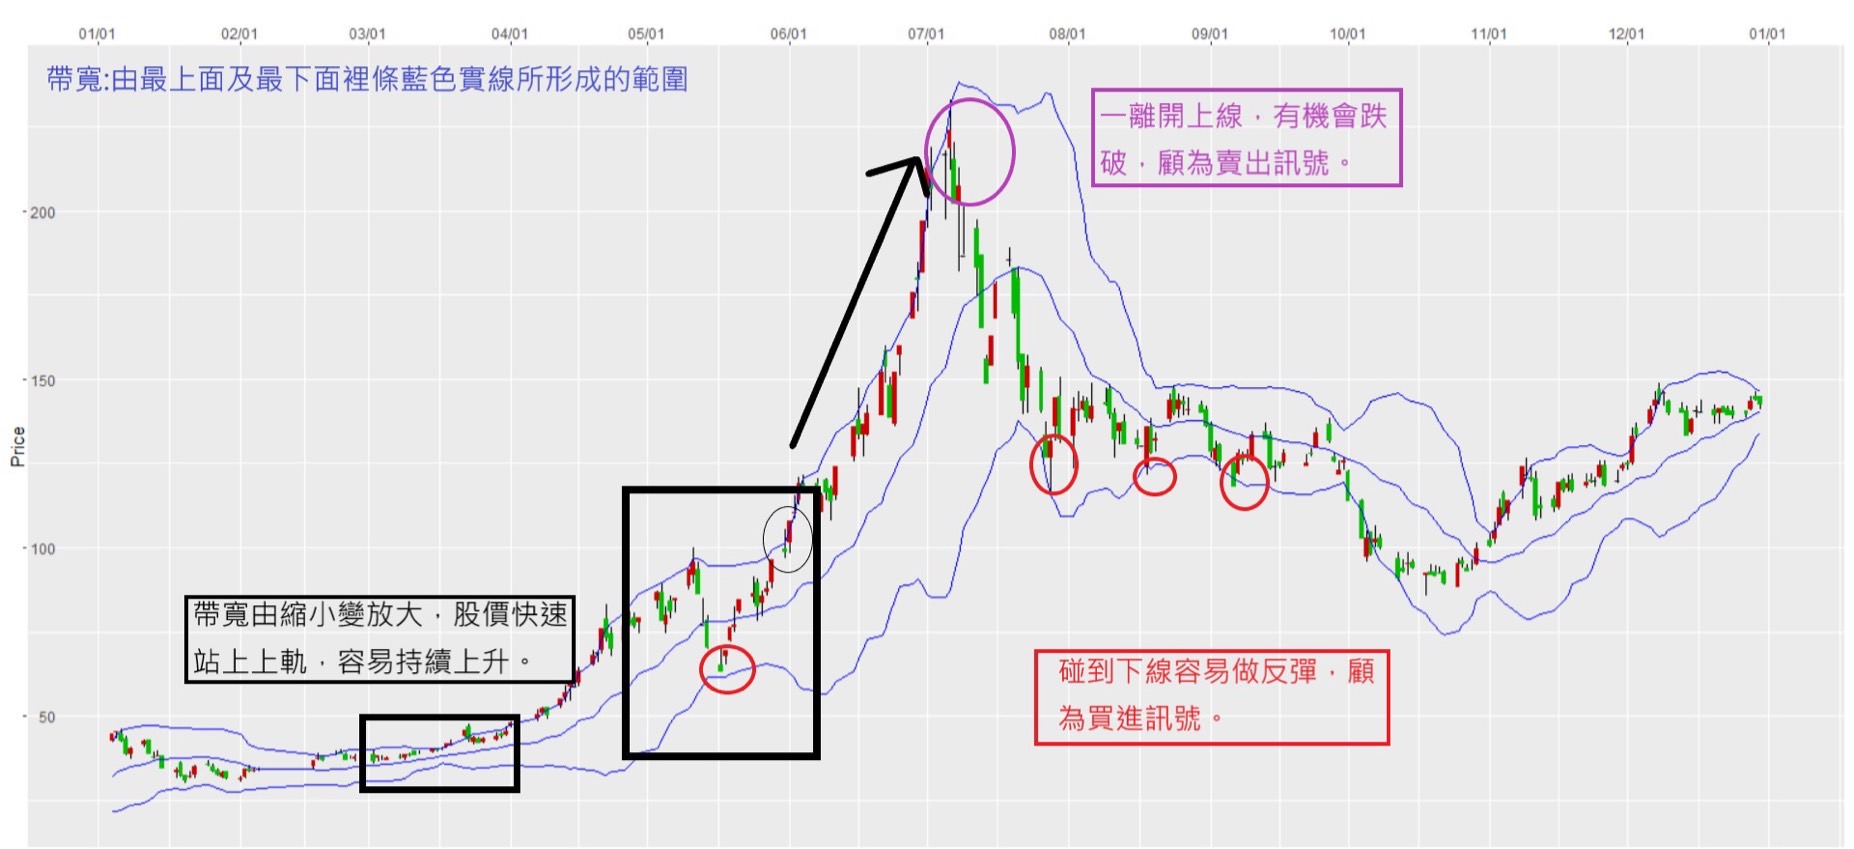 01/01 02/01 03/01 04/01 05/01 06/01 07/01 08/01 09/01 10/01 11/01 12/01 01/01
帶寬:由最上面及最下面裡條藍色實線所形成的範圍
一離開上線，有機會跌
破，顧為賣出訊號。
200
150
Price
100
帶寬由縮小變放大，股價快速
站上上軌，容易持續上升。
碰到下線容易做反彈，顧
為買進訊號。
50